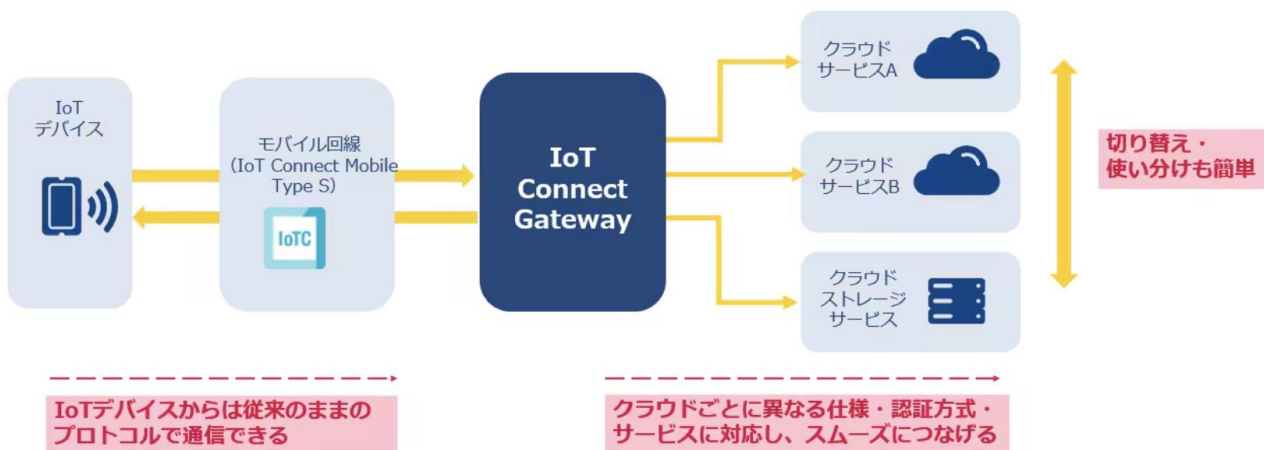 IoT
デバイス
モバイル回線
(IoT Connect Mobile
Type S)
IoTC
IoT
Connect
Gateway
クラウド
サービスA
クラウド
サービスB
クラウド
ストレージ
サービス
切り替え・
使い分けも簡単
IoTデバイスからは従来のままの
プロトコルで通信できる
クラウドごとに異なる仕様・認証方式・
サービスに対応し、スムーズにつなげる